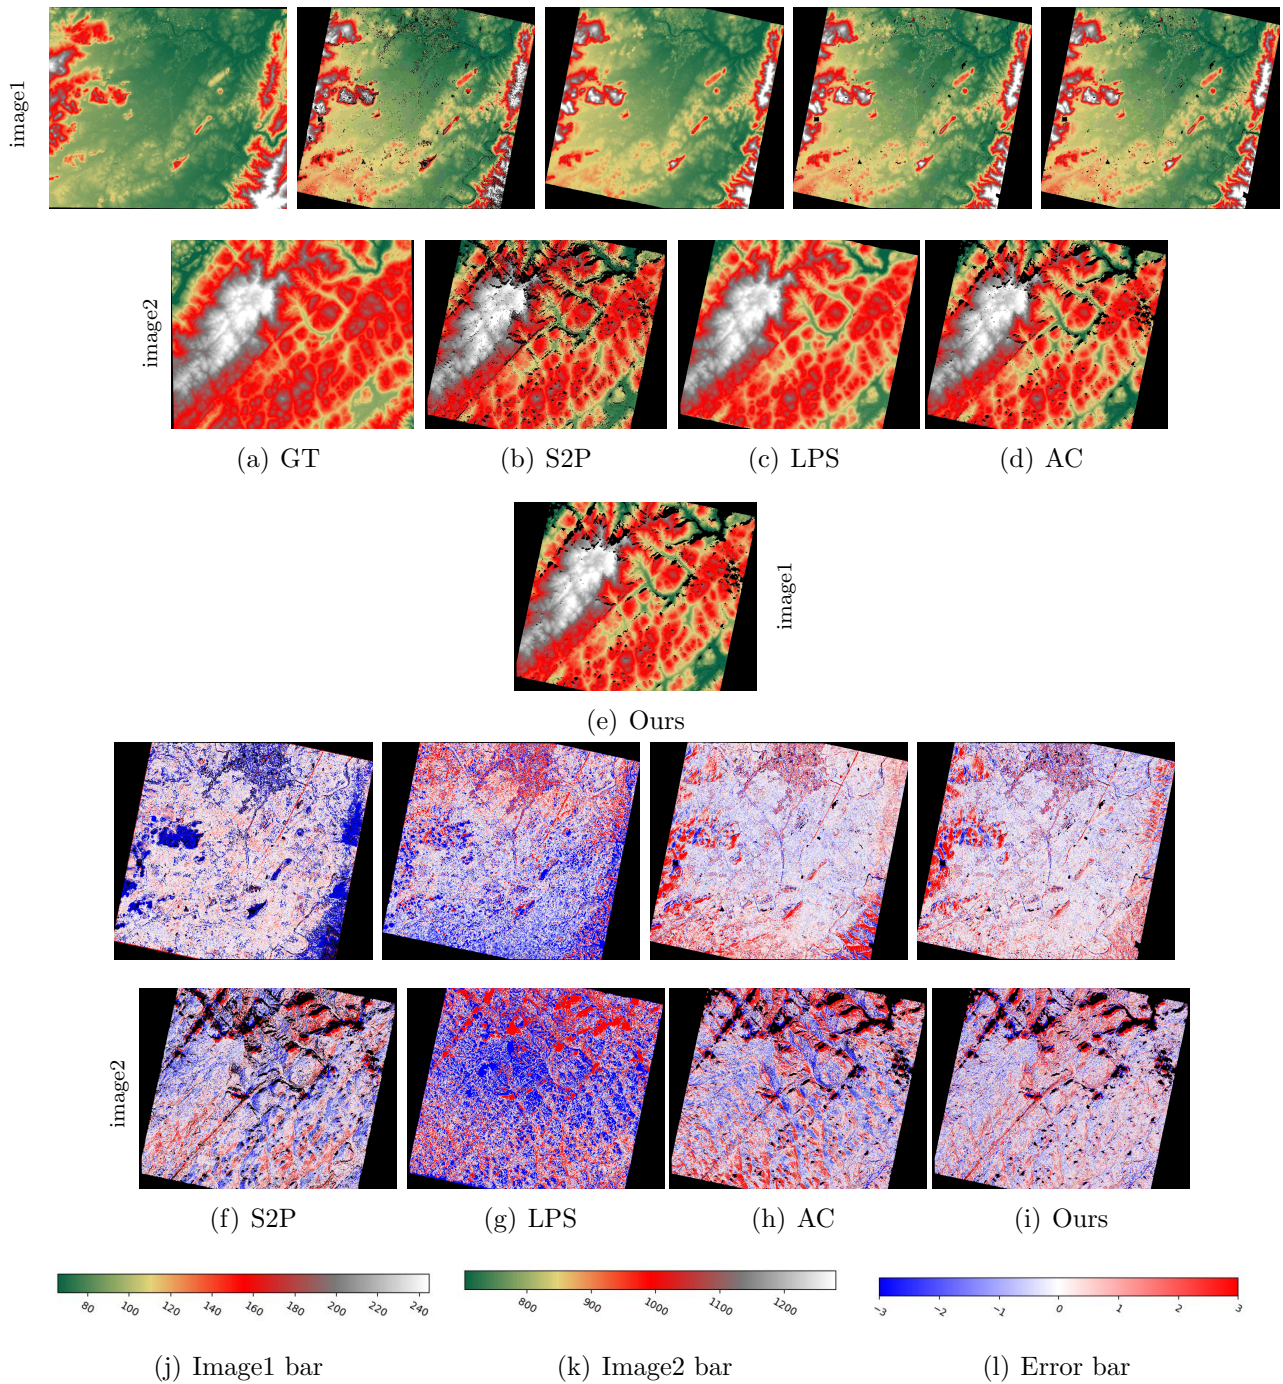 image1
image2
(a) GT
(b) S2P
(c) LPS
(d) AC
image1
(e) Ours
image2
(f) S2P
(g) LPS
(h) AC
(i) Ours
80 100 120 140 160 180 200 220 240
800 900 1000 1100 1200
−3 −2 −1 0 1 2 3
(j) Image1 bar
(k) Image2 bar
(l) Error bar